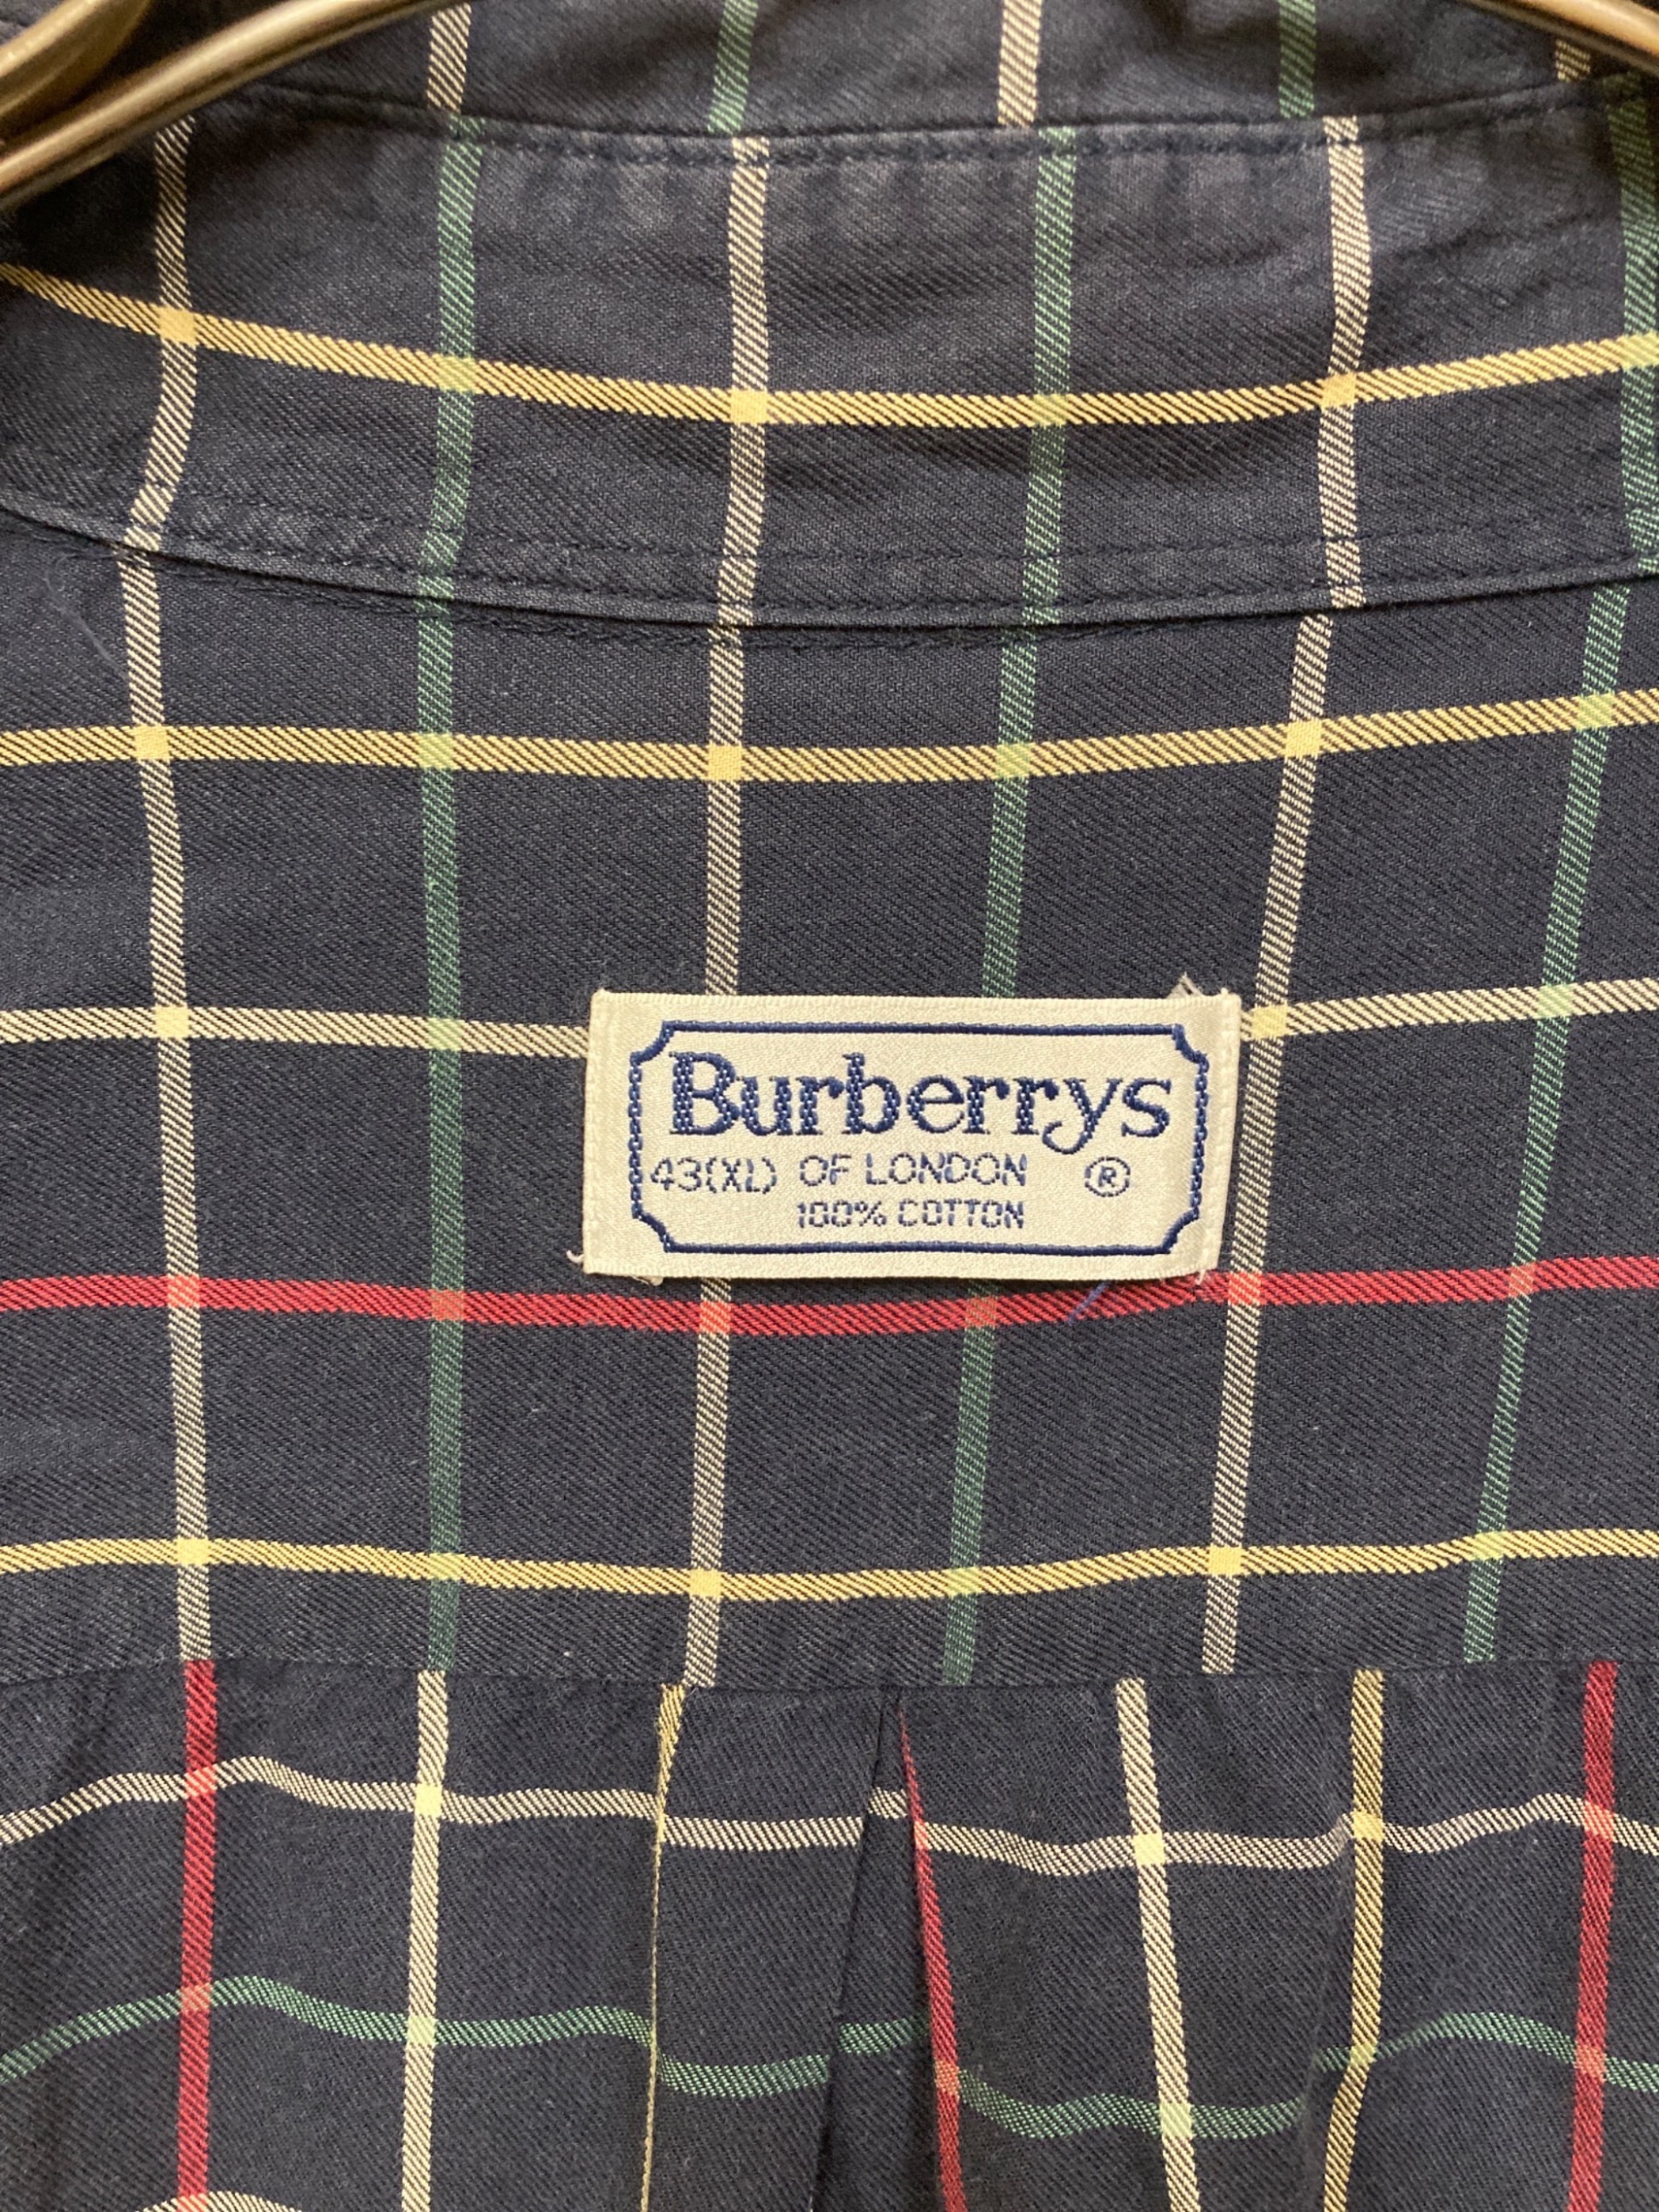 Burberrys
43(XL) OF LONDON ®
100% COTTON